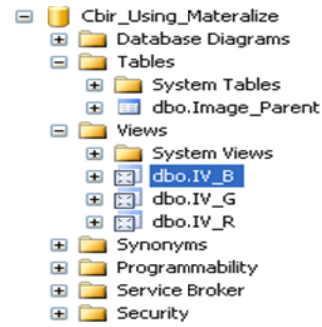 Cbir_Using_Materalize
Database Diagrams
Tables
System Tables
dbo.Image_Parent
Views
System Views
dbo.IV_B
dbo.IV_G
dbo.IV_R
Synonyms
Programmability
Service Broker
Security